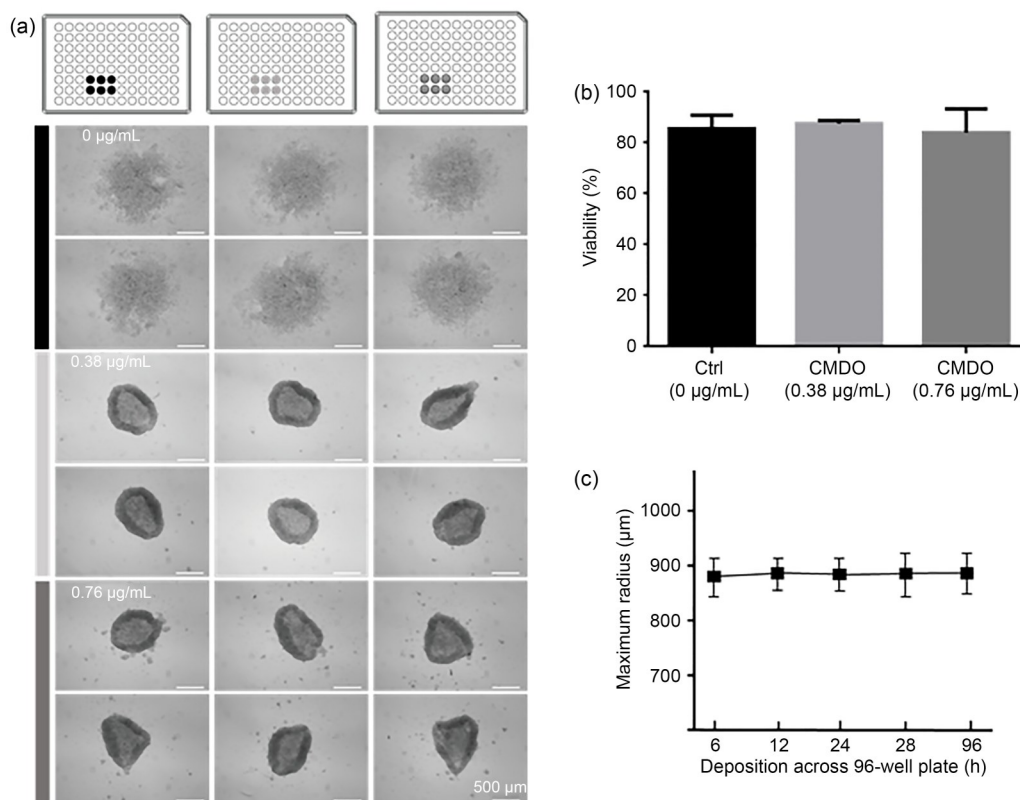 (a)
0 µg/mL
0.38 µg/mL
0.76 µg/mL
500 µm
(b)
Viability (%)
100
80
60
40
20
0
Ctrl
(0 µg/mL)
CMDO
(0.38 µg/mL)
CMDO
(0.76 µg/mL)
(c)
Maximum radius (µm)
1000
900
800
700
6 12 24 28 96
Deposition across 96-well plate (h)